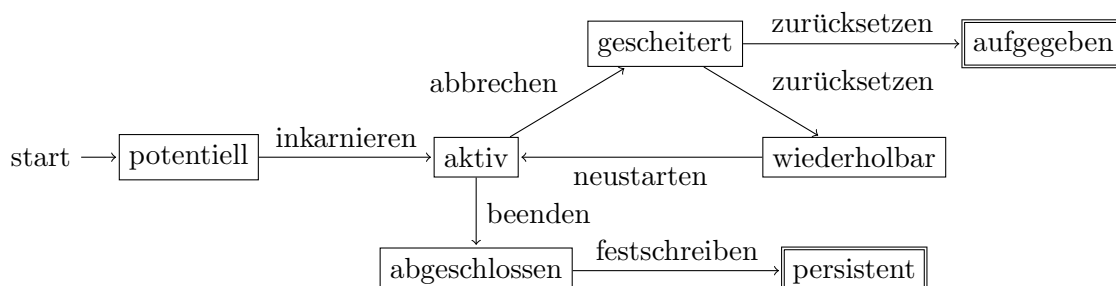 zurücksetzen
gescheitert
aufgegeben
abbrechen
zurücksetzen
inkarnieren
start
potentiell
aktiv
wiederholbar
neustarten
beenden
festschreiben
abgeschlossen
persistent